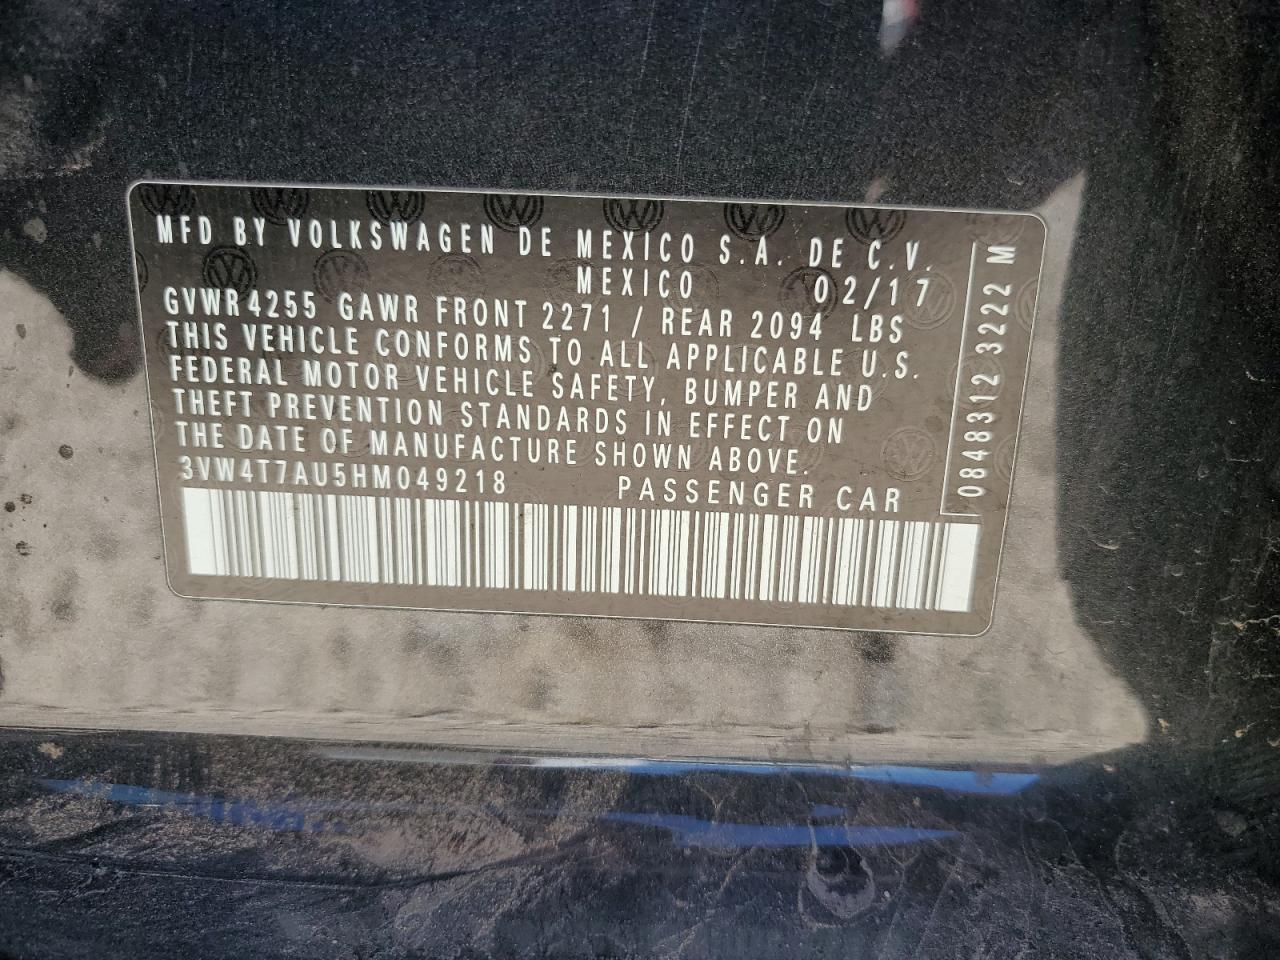 MFD BY VOLKSWAGEN DE MEXICO S.A. DE C.V.
MEXICO 02/17
GVWR 4255 GAWR FRONT 2271 / REAR 2094 LBS
THIS VEHICLE CONFORMS TO ALL APPLICABLE U.S.
FEDERAL MOTOR VEHICLE SAFETY, BUMPER AND
THEFT PREVENTION STANDARDS IN EFFECT ON
THE DATE OF MANUFACTURE SHOWN ABOVE.
3VW4T7AU5HM049218 PASSENGER CAR
0848312 3222 M